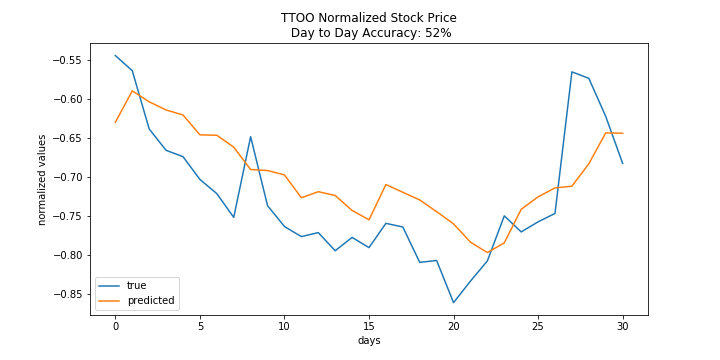 TTOO Normalized Stock Price
Day to Day Accuracy: 52%
normalized values
−0.55
−0.60
−0.65
−0.70
−0.75
−0.80
−0.85
true
predicted
0
5
10
15
20
25
30
days